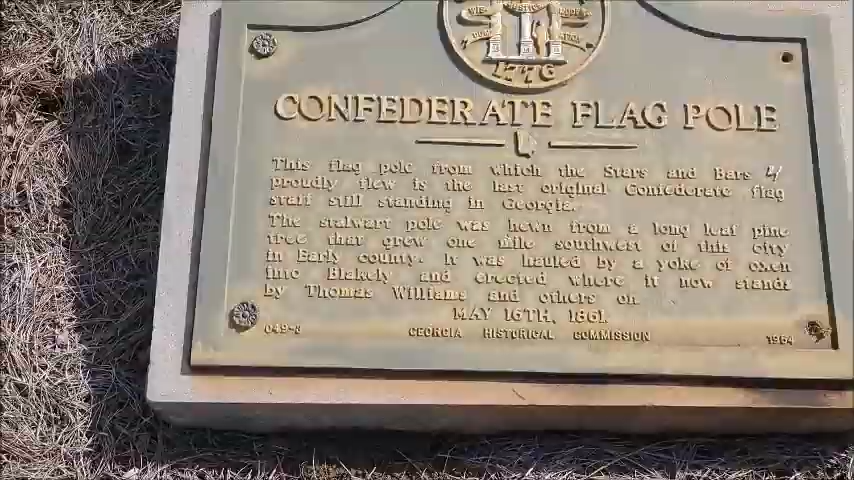 1776
CONFEDERATE FLAG POLE
This flag pole from which the Stars and Bars
proudly flew is the last original Confederate flag
staff still standing in Georgia.
The stalwart pole was hewn from a long leaf pine
tree that grew one mile southwest of this city
in Early county. It was hauled by a yoke of oxen
into Blakely and erected where it now stands
by Thomas Williams and others on
MAY 16TH, 1861.
049-3 GEORGIA HISTORICAL COMMISSION 1954